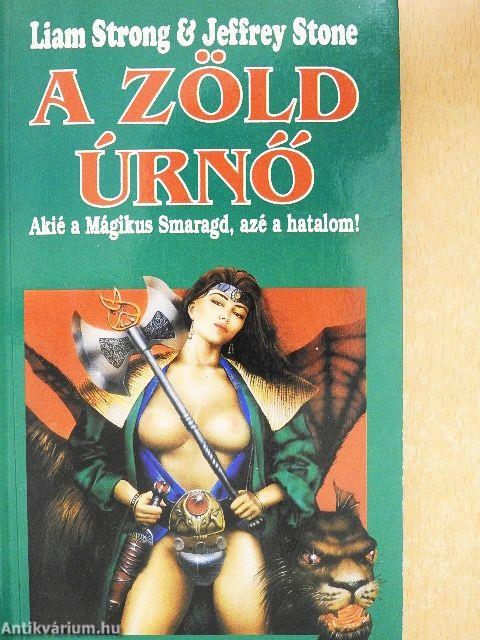 Liam Strong & Jeffrey Stone
A ZÖLD
ÚRNŐ
Akié a Mágikus Smaragd, azé a hatalom!
Antikvárium.hu